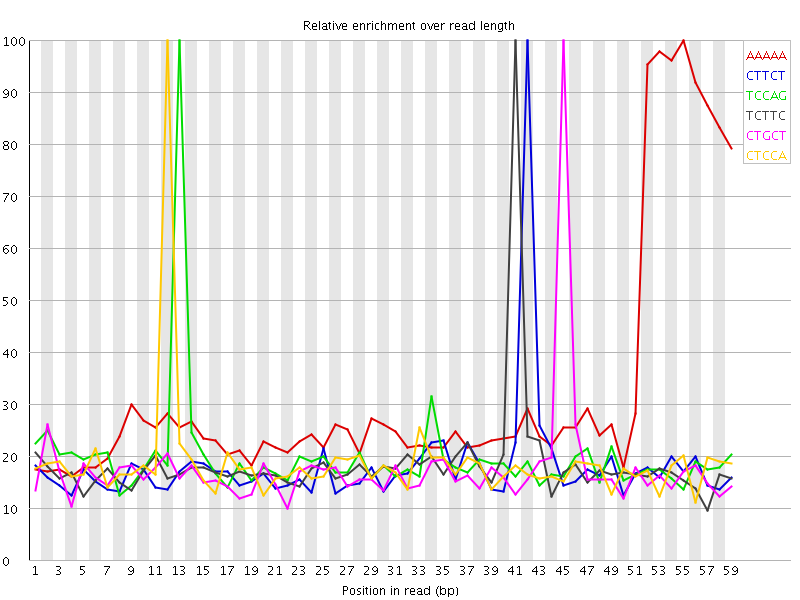 Relative enrichment over read length
100
90
80
70
60
50
40
30
20
10
0
AAAAA
CTTCT
TCCAG
TCTTC
CTGCT
CTCCA
1 3 5 7 9 11 13 15 17 19 21 23 25 27 29 31 33 35 37 39 41 43 45 47 49 51 53 55 57 59
Position in read (bp)